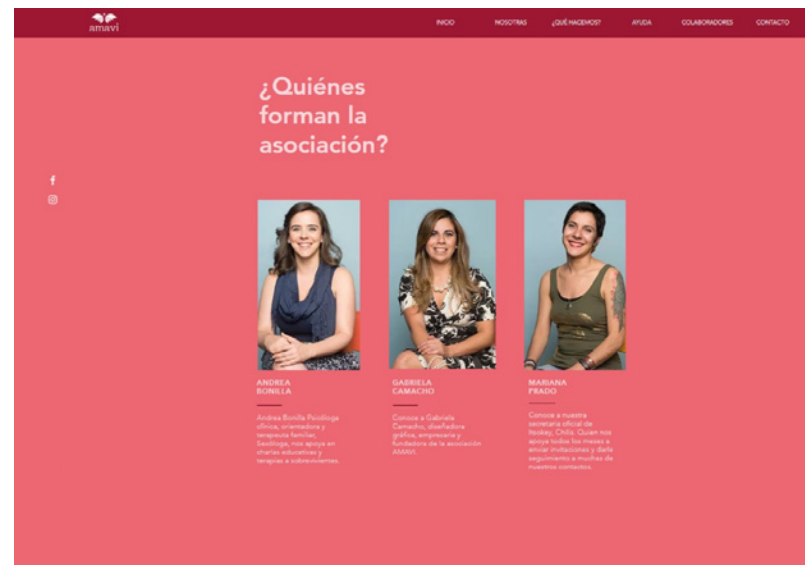 amavi
INICIO NOSOTRAS ¿QUÉ HACEMOS? AYUDA COLABORADORES CONTACTO
¿Quiénes
forman la
asociación?
ANDREA
BONILLA
Andrea Bonilla Psicóloga
clínica, orientadora y
terapeuta familiar,
Sexóloga, nos apoya en
charlas educativas y
terapias a sobrevivientes.
GABRIELA
CAMACHO
Conoce a Gabriela
Camacho, diseñadora
gráfica, empresaria y
fundadora de la asociación
AMAVI.
MARIANA
PRADO
Conoce a nuestra
secretaria oficial de
Itookay, Chilis. Quien nos
apoya todos los meses a
enviar invitaciones y darle
seguimiento a muchas de
nuestros contactos.